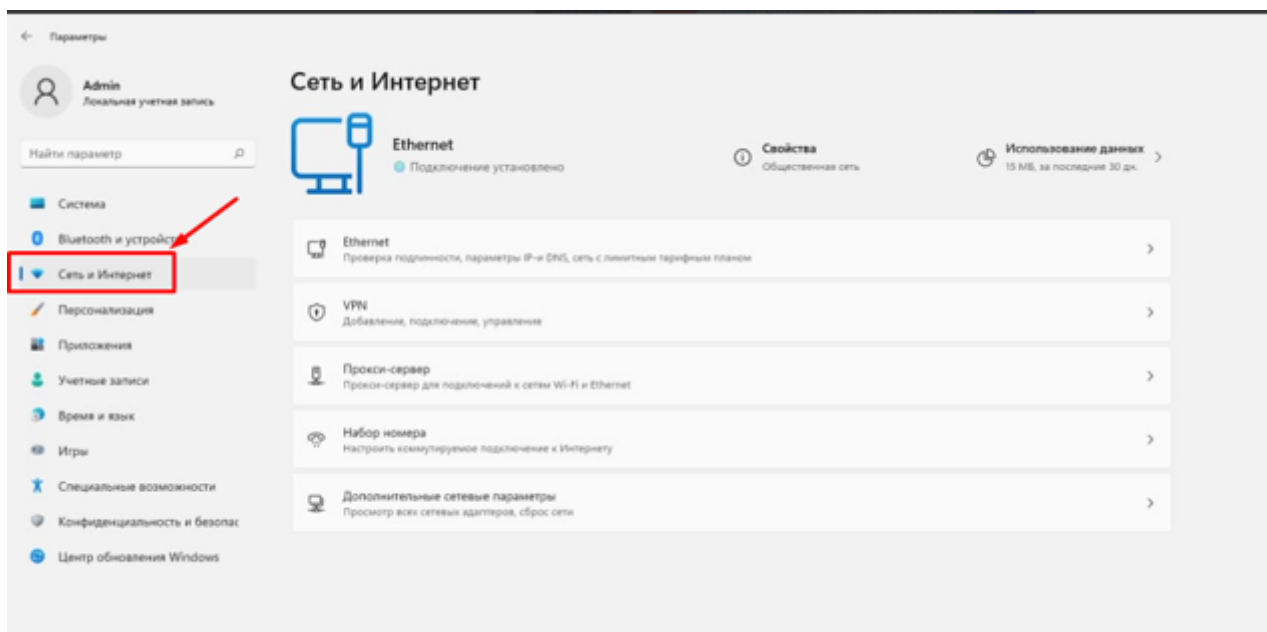 Параметры
Admin
Локальная учетная запись
Найти параметр
Система
Bluetooth и устройст
Сеть и Интернет
Персонализация
Приложения
Учетные записи
Время и язык
Игры
Специальные возможности
Конфиденциальность и безопас
Центр обновления Windows
Сеть и Интернет
Ethernet
Подключение установлено
Свойства
Общественная сеть
Использование данных
15 МБ, за последние 30 дн.
Ethernet
Проверка подлинности, параметры IP-и DNS, сеть с лимитным тарифным планом
VPN
Добавление, подключение, управление
Прокси-сервер
Прокси-сервер для подключений к сетям Wi-Fi и Ethernet
Набор номера
Настроить коммутируемое подключение к Интернету
Дополнительные сетевые параметры
Просмотр всех сетевых адаптеров, сброс сети